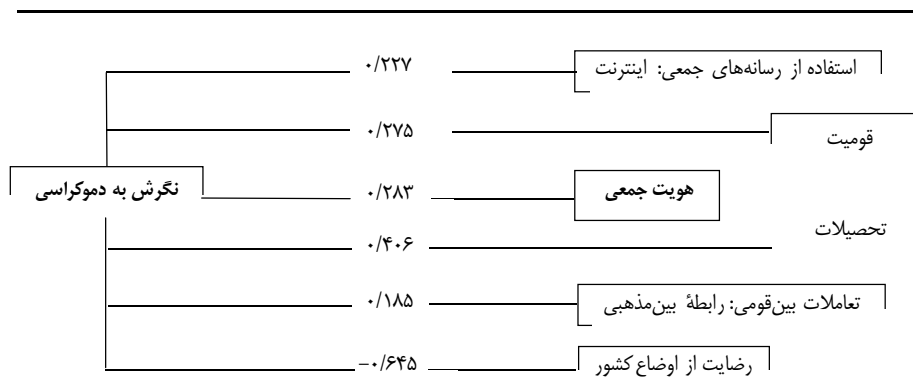 استفاده از رسانه‌های جمعی: اینترنت ۰/۲۲۷
قومیت ۰/۲۷۵
هویت جمعی ۰/۲۸۳ نگرش به دموکراسی
تحصیلات
۰/۴۰۶
تعاملات بین‌قومی: رابطهٔ بین‌مذهبی ۰/۱۸۵
رضایت از اوضاع کشور -۰/۶۴۵